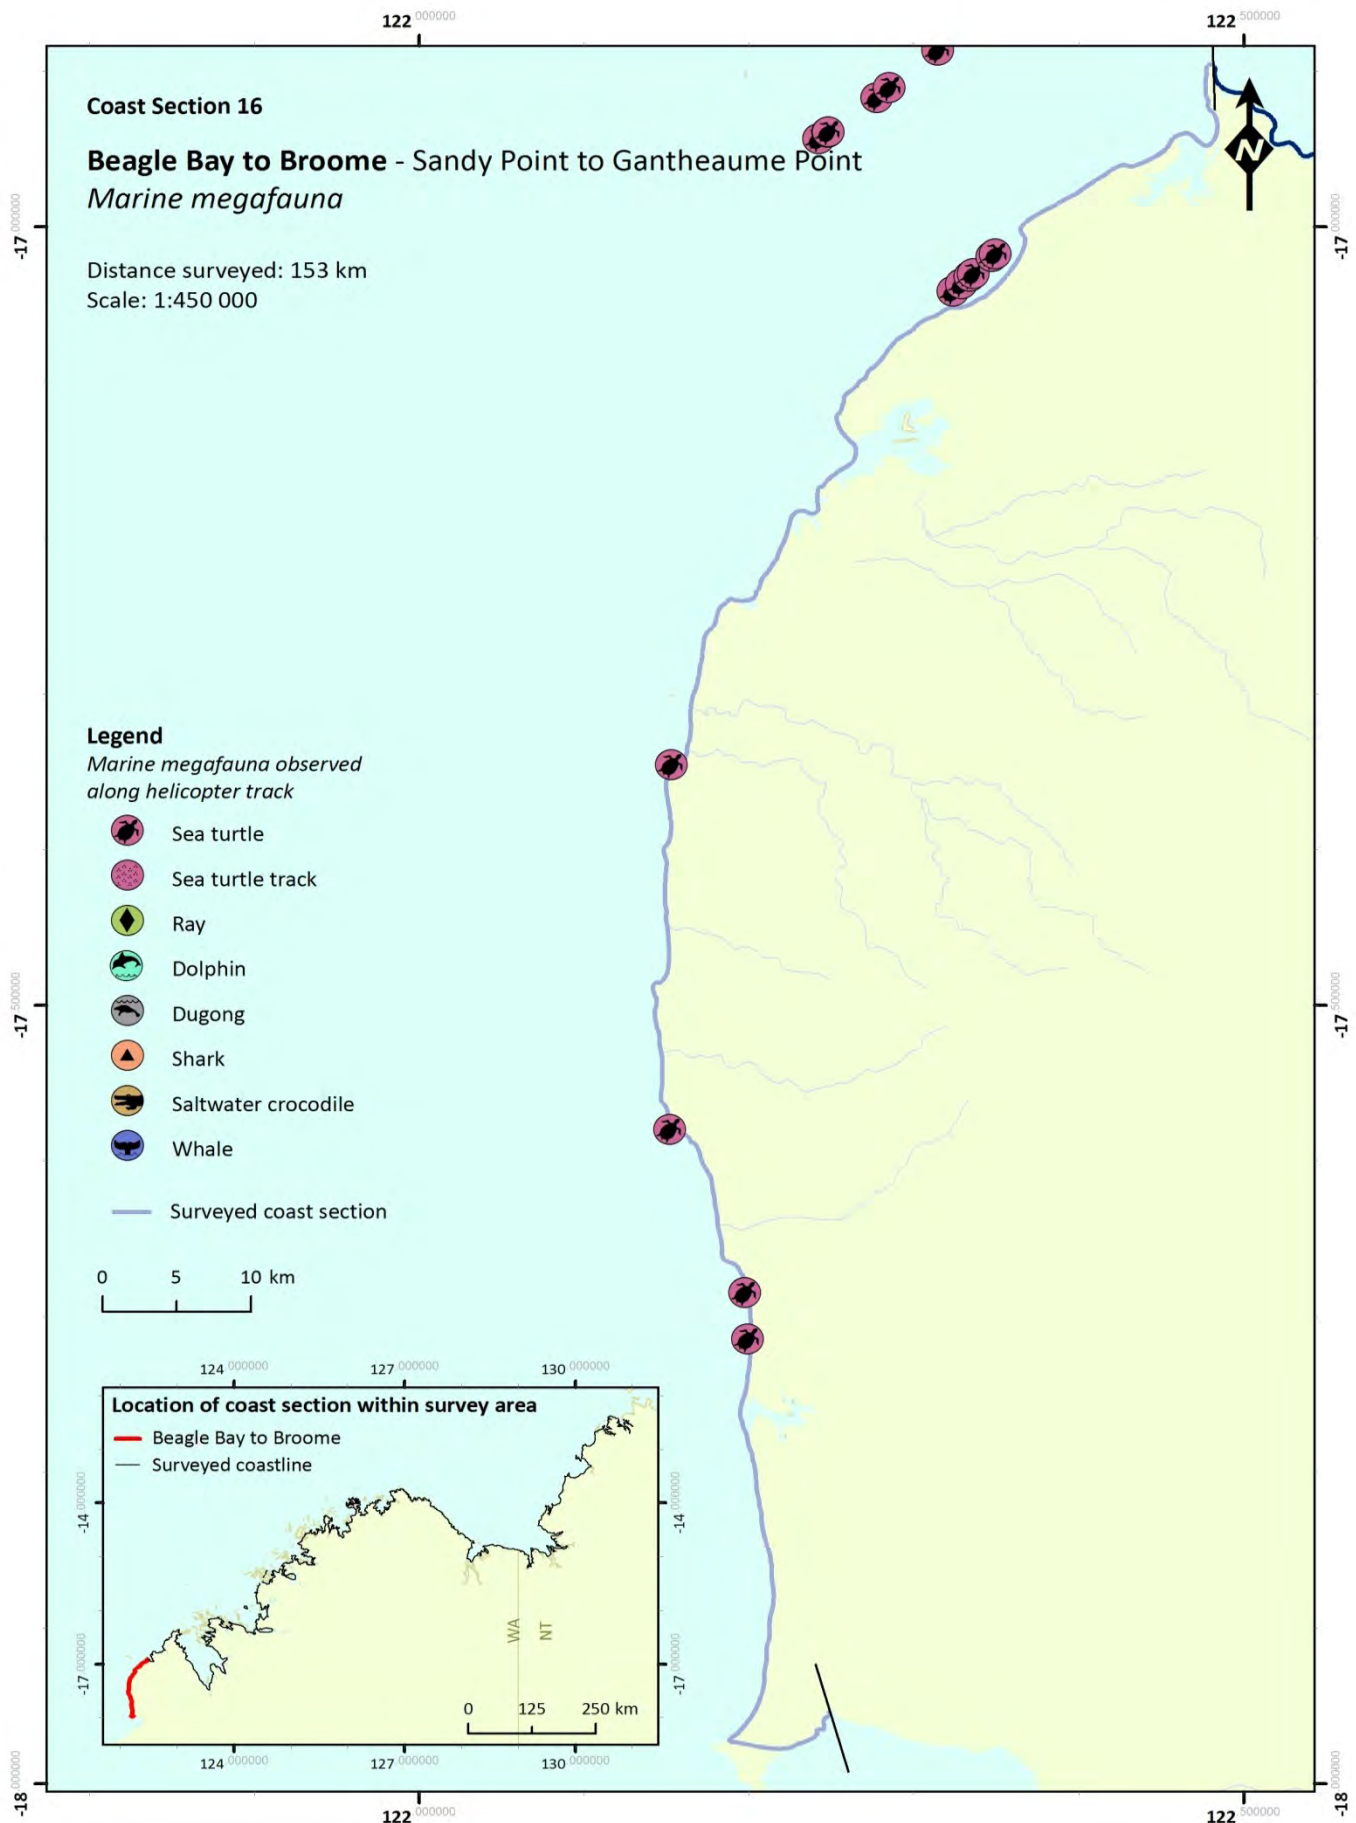 122.000000
122.500000
Coast Section 16
Beagle Bay to Broome - Sandy Point to Gantheaume Point
Marine megafauna
Distance surveyed: 153 km
Scale: 1:450 000
N
-17.000000
-17.000000
Legend
Marine megafauna observed
along helicopter track
Sea turtle
Sea turtle track
Ray
Dolphin
Dugong
Shark
Saltwater crocodile
Whale
Surveyed coast section
-17.500000
-17.500000
0 5 10 km
124.000000 127.000000 130.000000
Location of coast section within survey area
Beagle Bay to Broome
Surveyed coastline
-14.000000
-14.000000
WA NT
-17.000000
-17.000000
0 125 250 km
124.000000 127.000000 130.000000
-18.000000
-18.000000
122.000000
122.500000